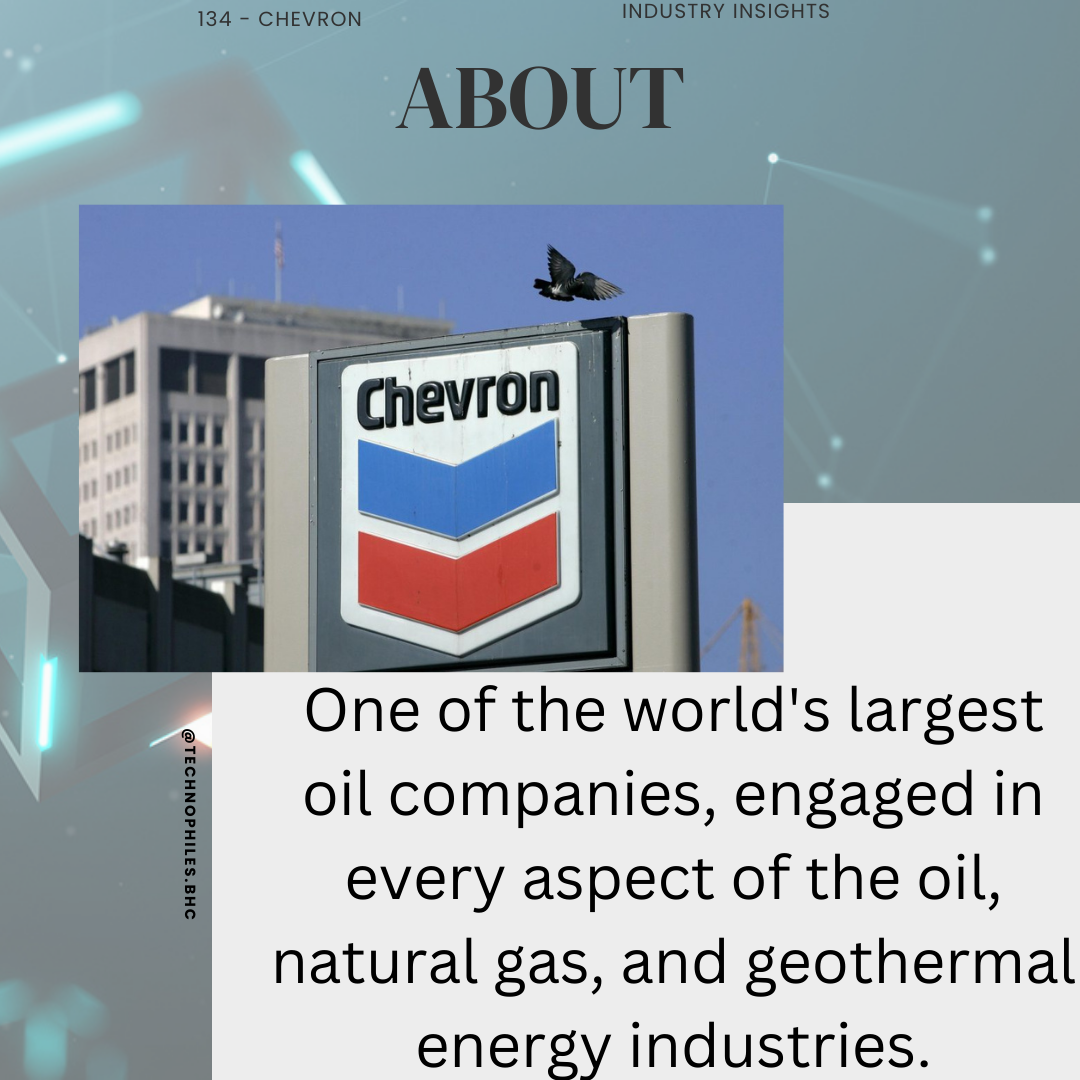 134 - CHEVRON
INDUSTRY INSIGHTS
ABOUT
Chevron
One of the world's largest
oil companies, engaged in
every aspect of the oil,
natural gas, and geothermal
energy industries.
@TECHNOPHILES.BHC